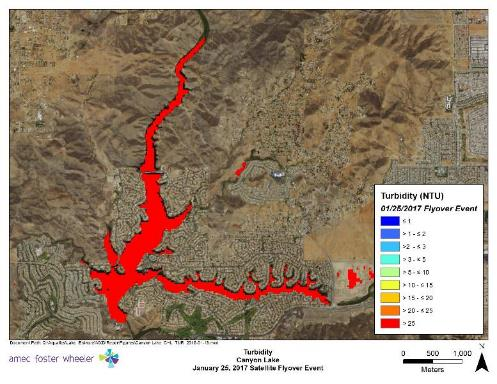 Turbidity (NTU)
01/25/2017 Flyover Event
≤ 1
> 1 - ≤ 2
> 2 - ≤ 3
> 3 - ≤ 5
> 5 - ≤ 10
> 10 - ≤ 15
> 15 - ≤ 20
> 20 - ≤ 25
> 25
amec foster wheeler
Turbidity
Canyon Lake
January 25, 2017 Satellite Flyover Event
0 500 1,000
Meters
N